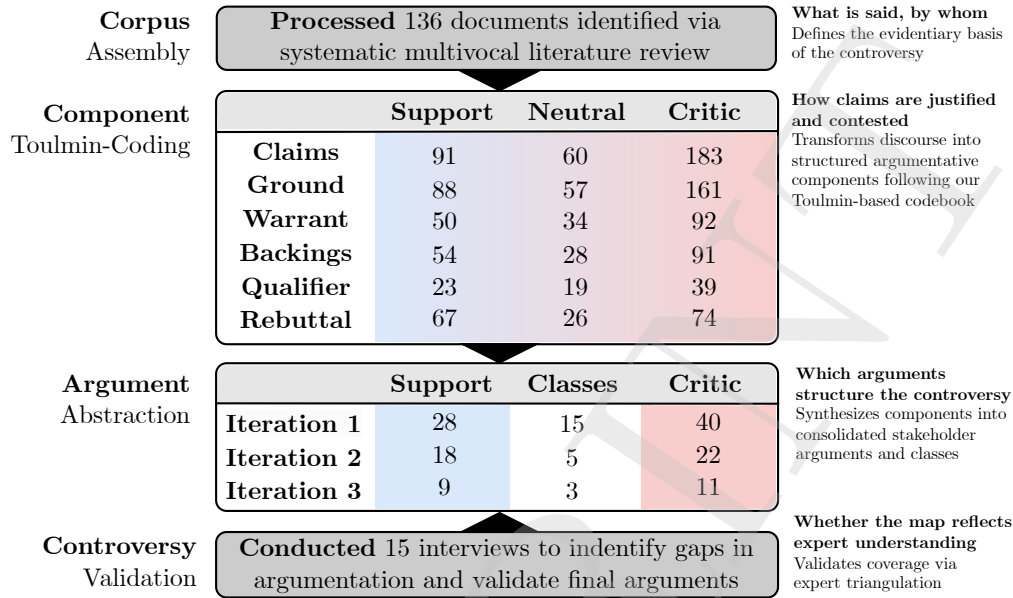 Corpus
Assembly
Processed 136 documents identified via
systematic multivocal literature review
What is said, by whom
Defines the evidentiary basis
of the controversy
Component
Toulmin-Coding
Support Neutral Critic
Claims 91 60 183
Ground 88 57 161
Warrant 50 34 92
Backings 54 28 91
Qualifier 23 19 39
Rebuttal 67 26 74
How claims are justified
and contested
Transforms discourse into
structured argumentative
components following our
Toulmin-based codebook
Argument
Abstraction
Support Classes Critic
Iteration 1 28 15 40
Iteration 2 18 5 22
Iteration 3 9 3 11
Which arguments
structure the controversy
Synthesizes components into
consolidated stakeholder
arguments and classes
Controversy
Validation
Conducted 15 interviews to indentify gaps in
argumentation and validate final arguments
Whether the map reflects
expert understanding
Validates coverage via
expert triangulation